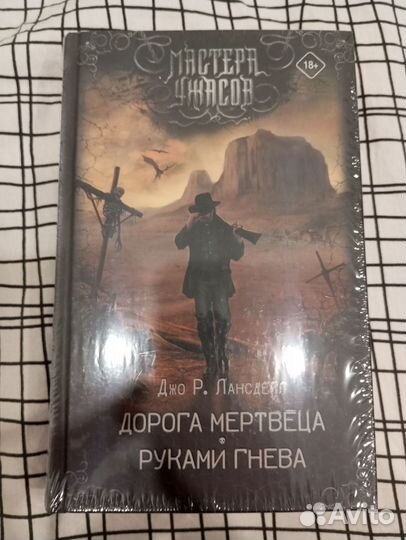 МАСТЕРА
УЖАСОВ
18+
Джо Р. Лансдейл
ДОРОГА МЕРТВЕЦА
РУКАМИ ГНЕВА
Avito